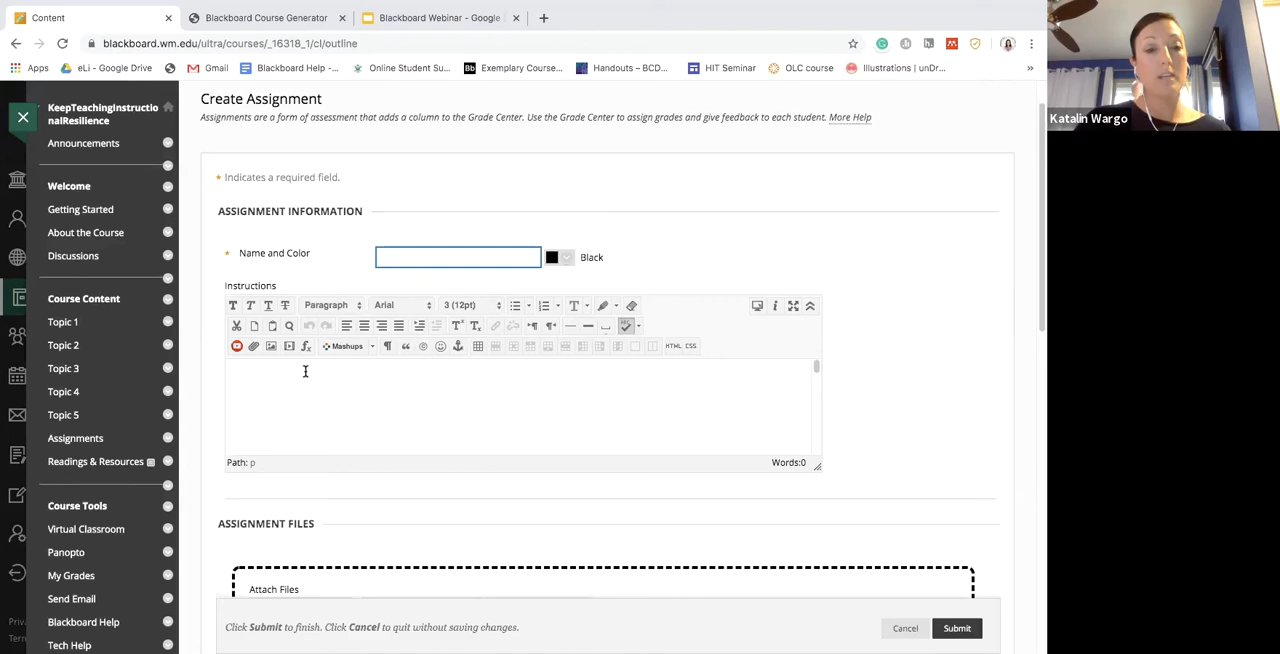 Content
Blackboard Course Generator
Blackboard Webinar - Google
blackboard.wm.edu/ultra/courses/_16318_1/cl/outline
Apps
eLi - Google Drive
Gmail
Blackboard Help -...
Online Student Su...
Bb
Exemplary Course...
Handouts – BCD...
HIT Seminar
OLC course
Illustrations | unDr...
»
KeepTeachingInstructio
nalResilience
Announcements
Welcome
Getting Started
About the Course
Discussions
Course Content
Topic 1
Topic 2
Topic 3
Topic 4
Topic 5
Assignments
Readings & Resources
Course Tools
Virtual Classroom
Panopto
My Grades
Send Email
Blackboard Help
Tech Help
Priva
Terr
Create Assignment
Assignments are a form of assessment that adds a column to the Grade Center. Use the Grade Center to assign grades and give feedback to each student. More Help
* Indicates a required field.
ASSIGNMENT INFORMATION
* Name and Color
Black
Instructions
T T T T Paragraph Arial 3 (12pt)
Mashups
HTML CSS
Path: p
Words:0
ASSIGNMENT FILES
Attach Files
Click Submit to finish. Click Cancel to quit without saving changes.
Cancel
Submit
Katalin Wargo